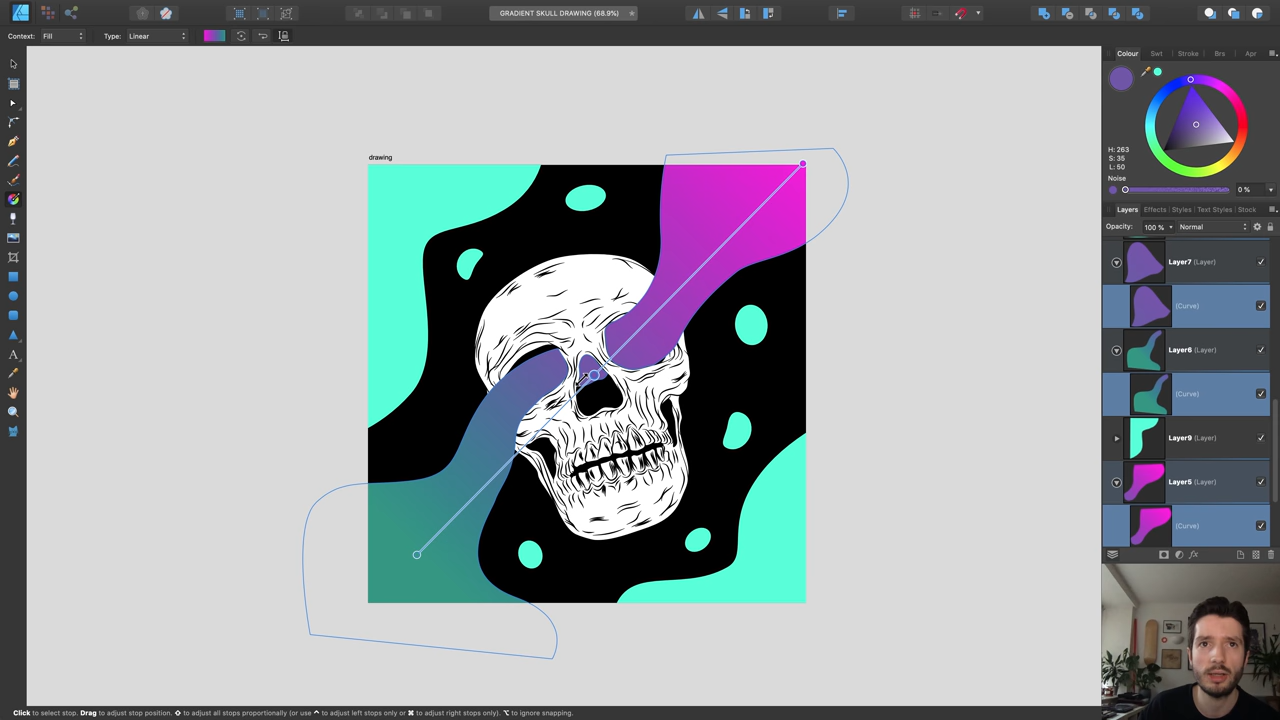 GRADIENT SKULL DRAWING (68.9%)
Context: Fill Type: Linear
Colour Swt Stroke Brs Apr
H: 263
S: 35
L: 50
Noise
0 %
Layers Effects Styles Text Styles Stock
Opacity: 100 % Normal
drawing
Layer7 (Layer)
(Curve)
Layer6 (Layer)
(Curve)
Layer9 (Layer)
Layer5 (Layer)
(Curve)
A
Click to select stop. Drag to adjust stop position. ⇧ to adjust all stops proportionally (or use ⌃ to adjust left stops only or ⌘ to adjust right stops only). ⌥ to ignore snapping.